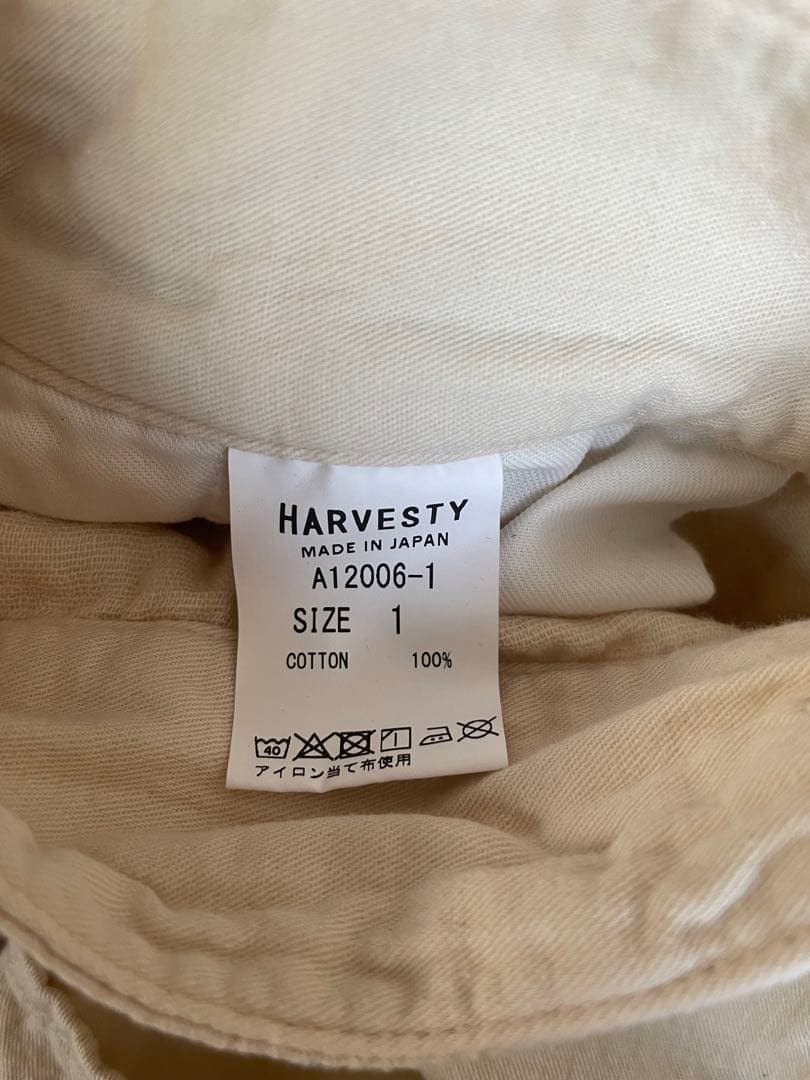 HARVESTY
MADE IN JAPAN
A12006-1
SIZE 1
COTTON 100%
40
アイロン当て布使用